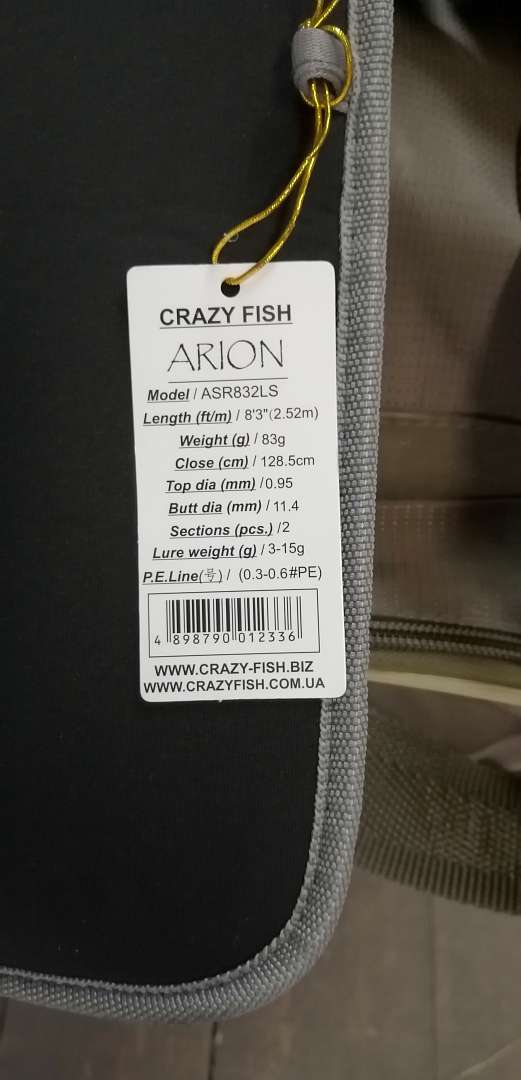 CRAZY FISH
ARION
Model / ASR832LS
Length (ft/m) / 8'3"(2.52m)
Weight (g) / 83g
Close (cm) / 128.5cm
Top dia (mm) / 0.95
Butt dia (mm) / 11.4
Sections (pcs.) /2
Lure weight (g) / 3-15g
P.E.Line(号) / (0.3-0.6#PE)
4 898790 012336
WWW.CRAZY-FISH.BIZ
WWW.CRAZYFISH.COM.UA